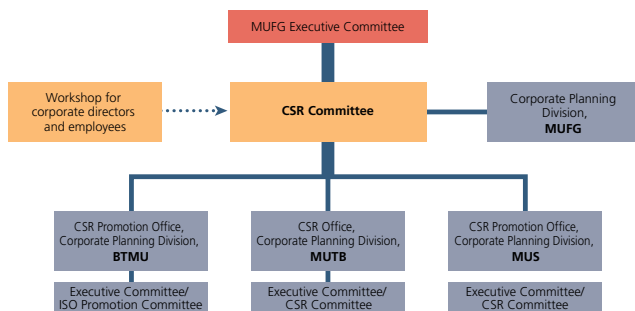 MUFG Executive Committee
Workshop for
corporate directors
and employees
CSR Committee
Corporate Planning
Division,
MUFG
CSR Promotion Office,
Corporate Planning Division,
BTMU
CSR Office,
Corporate Planning Division,
MUTB
CSR Promotion Office,
Corporate Planning Division,
MUS
Executive Committee/
ISO Promotion Committee
Executive Committee/
CSR Committee
Executive Committee/
CSR Committee